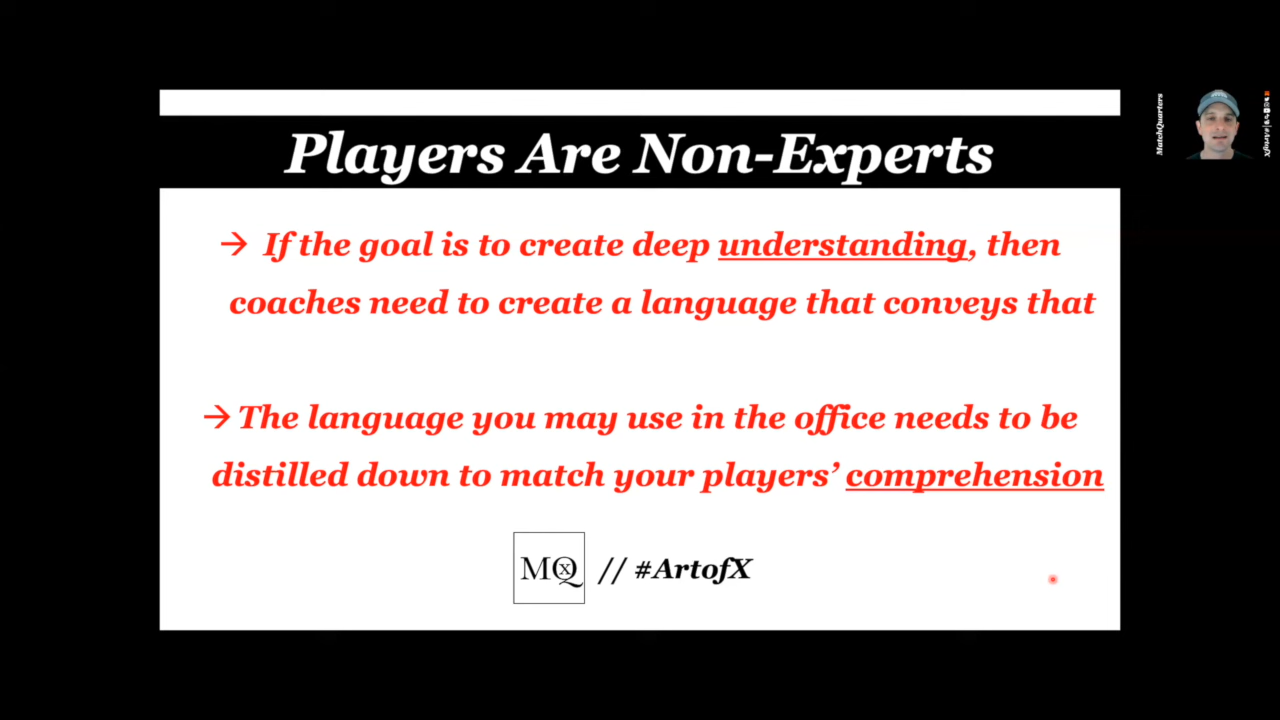 Players Are Non-Experts
→ If the goal is to create deep understanding, then
coaches need to create a language that conveys that
→ The language you may use in the office needs to be
distilled down to match your players’ comprehension
MQ x // #ArtofX
MatchQuarters